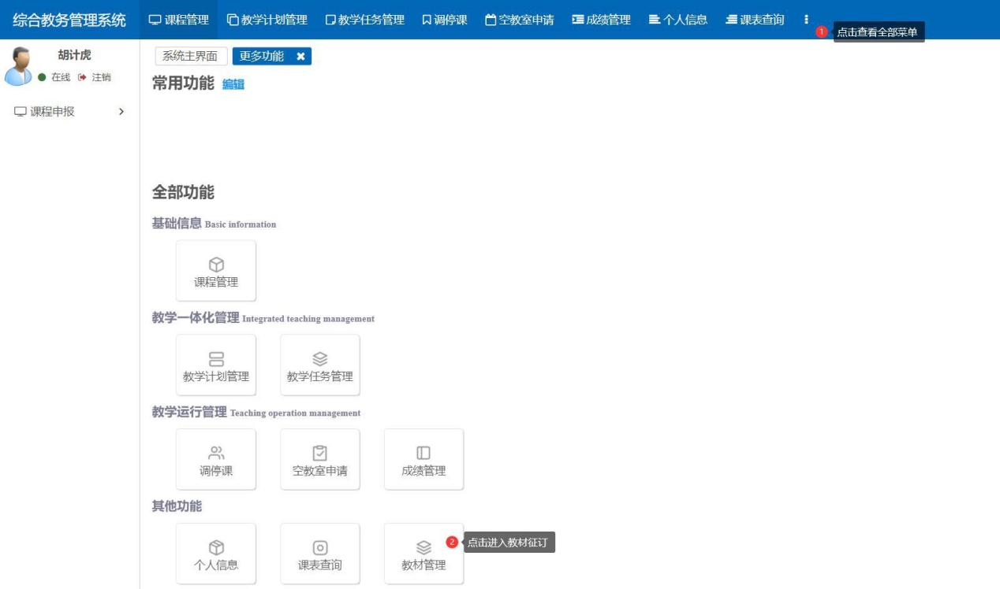 综合教务管理系统 课程管理 教学计划管理 教学任务管理 调停课 空教室申请 成绩管理 个人信息 课表查询
1 点击查看全部菜单
胡计虎
在线 注销
课程申报
系统主界面 更多功能
常用功能 编辑
全部功能
基础信息 Basic information
课程管理
教学一体化管理 Integrated teaching management
教学计划管理 教学任务管理
教学运行管理 Teaching operation management
调停课 空教室申请 成绩管理
其他功能
2 点击进入教材征订
个人信息 课表查询 教材管理